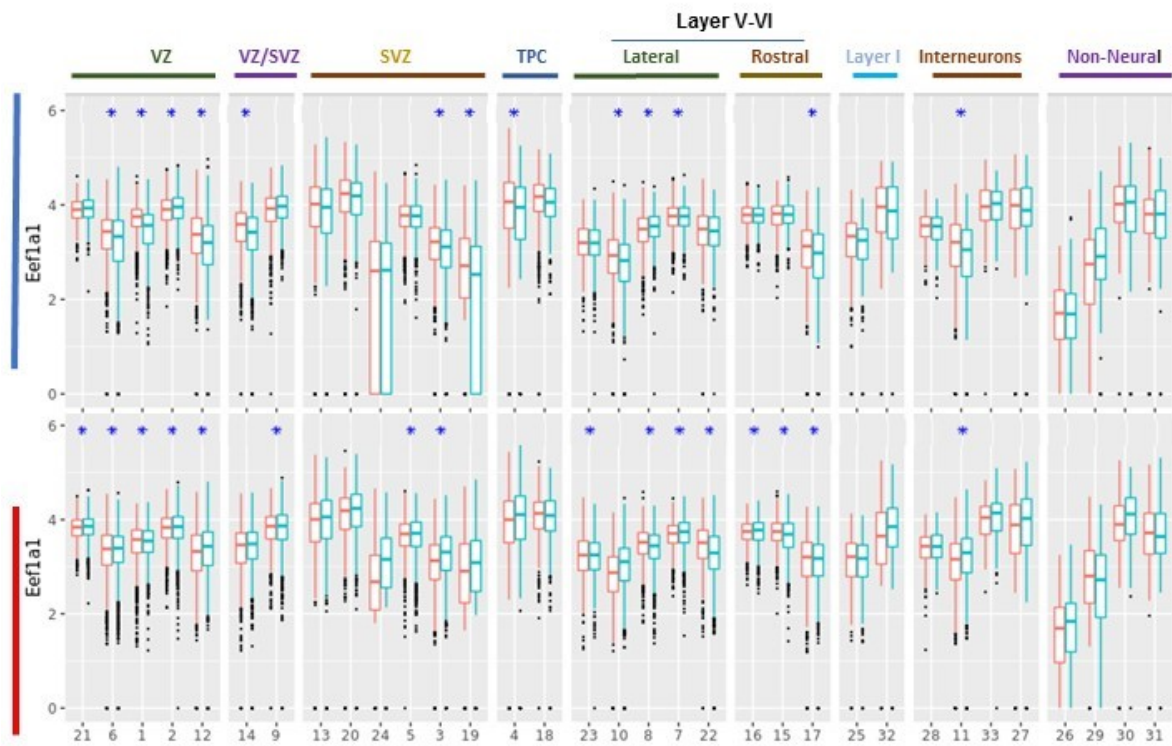 Layer V-VI
VZ VZ/SVZ SVZ TPC Lateral Rostral Layer I Interneurons Non-Neural
6
* * * * * * * * * * * * *
4
Eef1a1
2
0
6
* * * * * * * * * * * * * * * *
4
Eef1a1
2
0
21 6 1 2 12 14 9 13 20 24 5 3 19 4 18 23 10 8 7 22 20 15 17 25 32 28 11 33 27 26 29 30 31